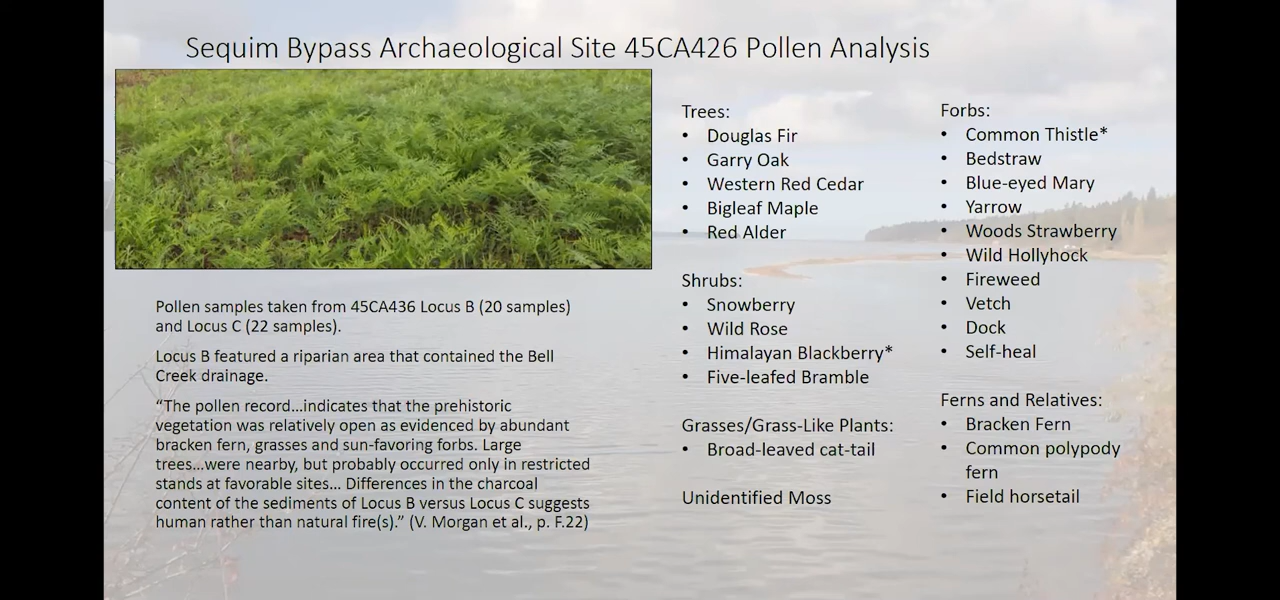 Sequim Bypass Archaeological Site 45CA426 Pollen Analysis
Pollen samples taken from 45CA436 Locus B (20 samples)
and Locus C (22 samples).
Locus B featured a riparian area that contained the Bell
Creek drainage.
“The pollen record...indicates that the prehistoric
vegetation was relatively open as evidenced by abundant
bracken fern, grasses and sun-favoring forbs. Large
trees...were nearby, but probably occurred only in restricted
stands at favorable sites... Differences in the charcoal
content of the sediments of Locus B versus Locus C suggests
human rather than natural fire(s).” (V. Morgan et al., p. F.22)
Trees:
• Douglas Fir
• Garry Oak
• Western Red Cedar
• Bigleaf Maple
• Red Alder
Shrubs:
• Snowberry
• Wild Rose
• Himalayan Blackberry*
• Five-leafed Bramble
Grasses/Grass-Like Plants:
• Broad-leaved cat-tail
Unidentified Moss
Forbs:
• Common Thistle*
• Bedstraw
• Blue-eyed Mary
• Yarrow
• Woods Strawberry
• Wild Hollyhock
• Fireweed
• Vetch
• Dock
• Self-heal
Ferns and Relatives:
• Bracken Fern
• Common polypody
fern
• Field horsetail